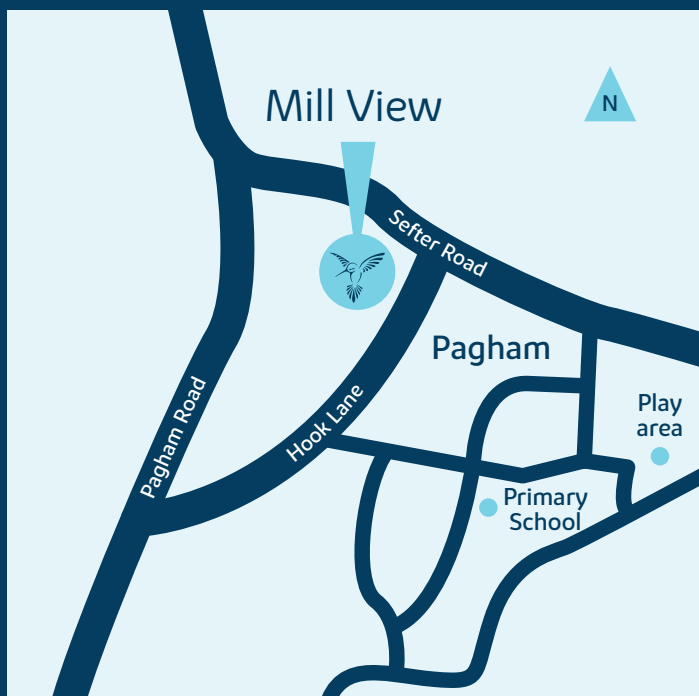 Mill View
N
Sefter Road
Pagham
Play
area
Pagham Road
Hook Lane
Primary
School